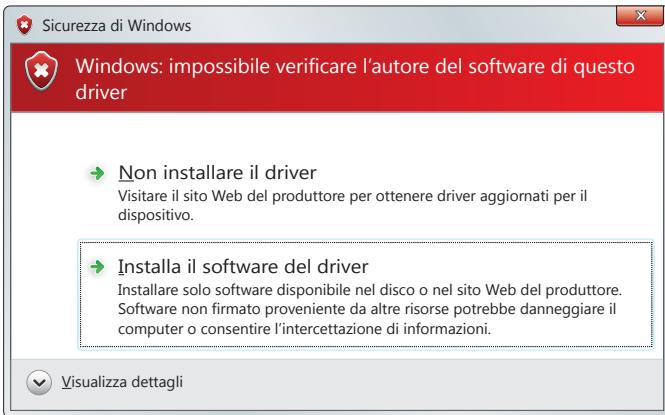 Sicurezza di Windows
Windows: impossibile verificare l'autore del software di questo
driver
Non installare il driver
Visitare il sito Web del produttore per ottenere driver aggiornati per il
dispositivo.
Installa il software del driver
Installare solo software disponibile nel disco o nel sito Web del produttore.
Software non firmato proveniente da altre risorse potrebbe danneggiare il
computer o consentire l'intercettazione di informazioni.
Visualizza dettagli